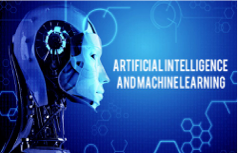 ARTIFICIAL INTELLIGENCE
AND MACHINE LEARNING